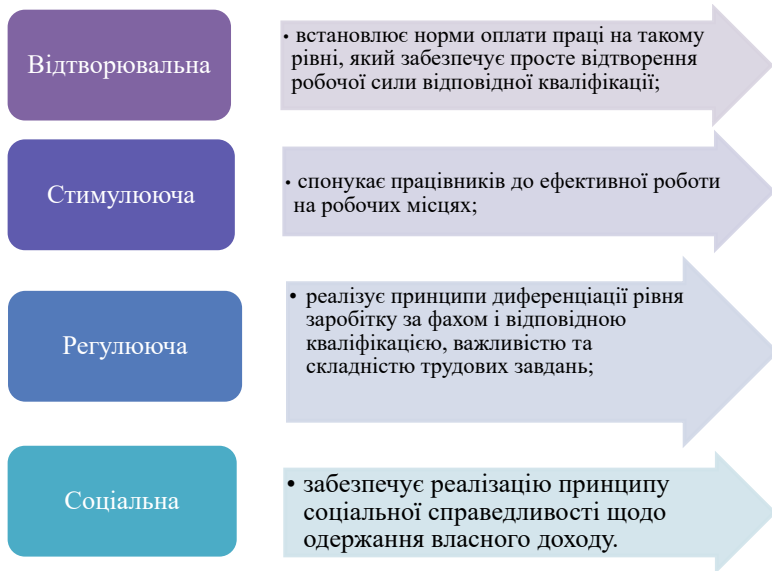 Відтворювальна
• встановлює норми оплати праці на такому
рівні, який забезпечує просте відтворення
робочої сили відповідної кваліфікації;
Стимулююча
• спонукає працівників до ефективної роботи
на робочих місцях;
Регулююча
• реалізує принципи диференціації рівня
заробітку за фахом і відповідною
кваліфікацією, важливістю та
складністю трудових завдань;
Соціальна
• забезпечує реалізацію принципу
соціальної справедливості щодо
одержання власного доходу.